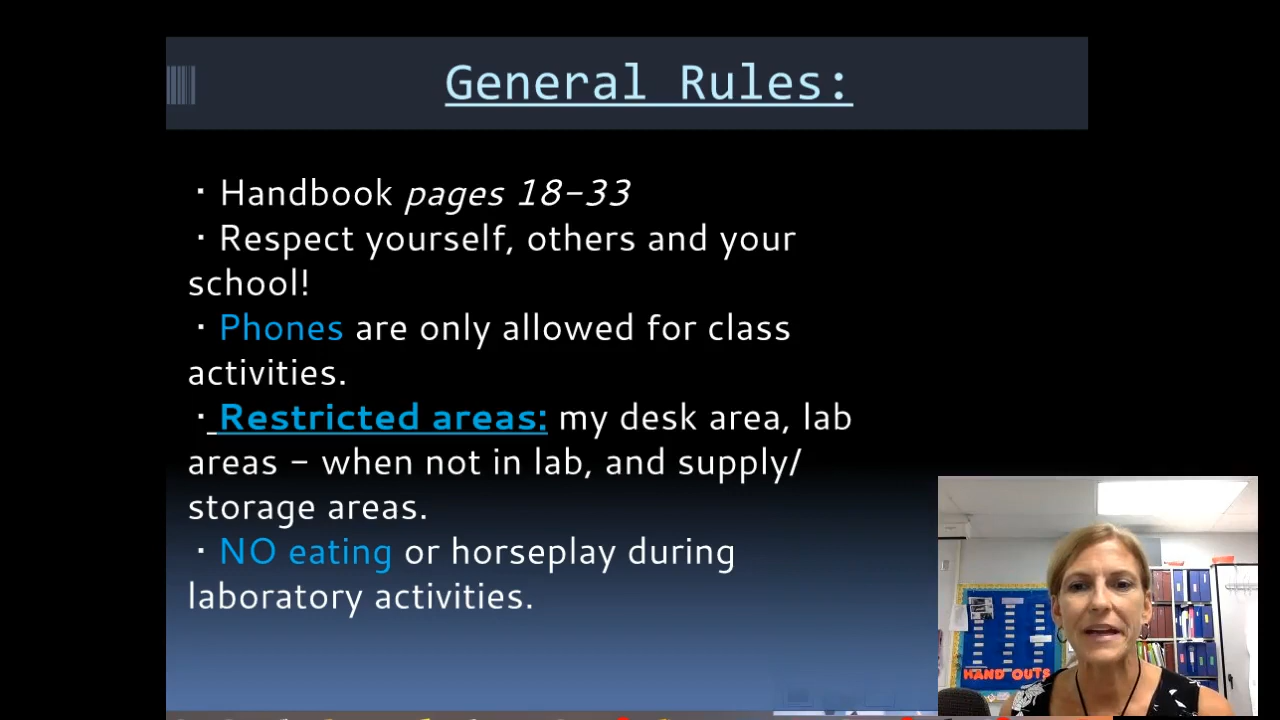 General Rules:
· Handbook pages 18-33
· Respect yourself, others and your
school!
· Phones are only allowed for class
activities.
· Restricted areas: my desk area, lab
areas - when not in lab, and supply/
storage areas.
· NO eating or horseplay during
laboratory activities.
HAND OUTS